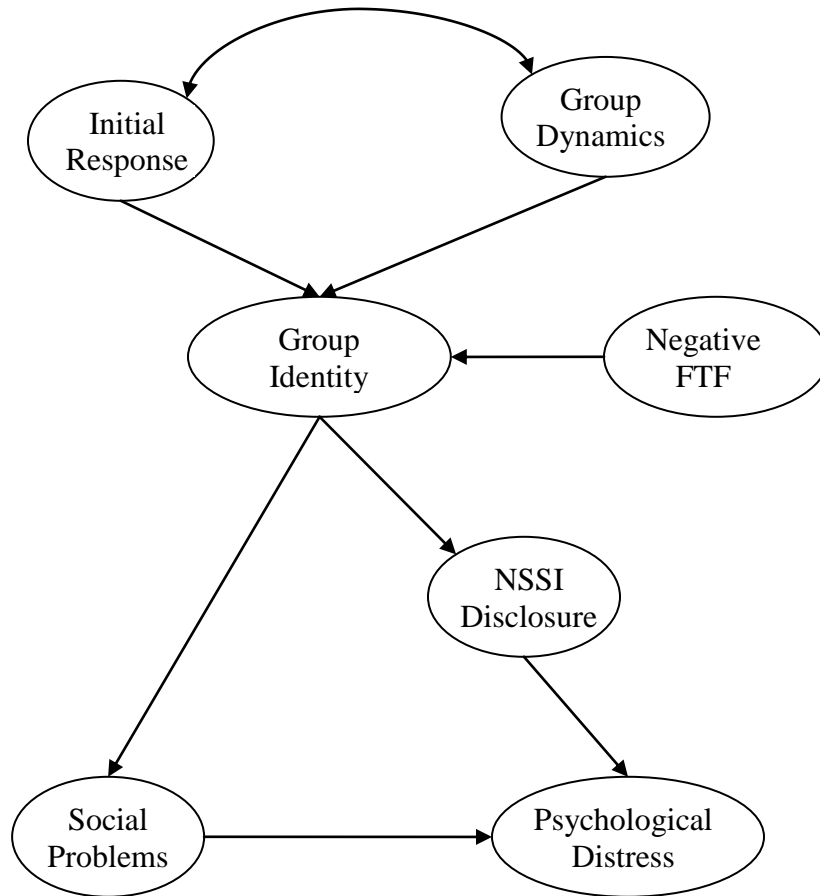 Initial
Response
Group
Dynamics
Group
Identity
Negative
FTF
NSSI
Disclosure
Social
Problems
Psychological
Distress